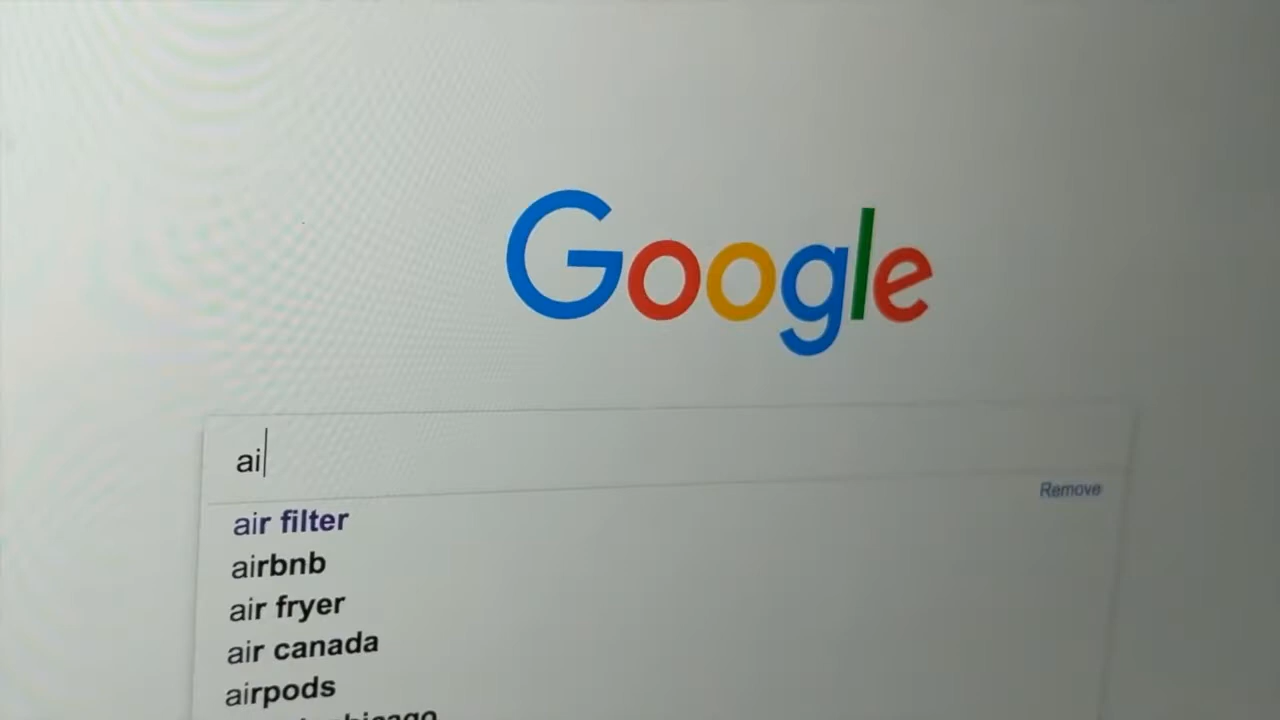 Google
ai
Remove
air filter
airbnb
air fryer
air canada
airpods